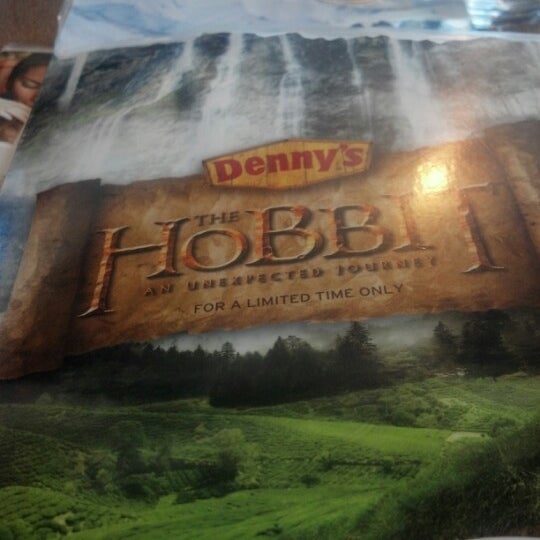 Denny's
THE
HOBBIT
AN UNEXPECTED JOURNEY
FOR A LIMITED TIME ONLY